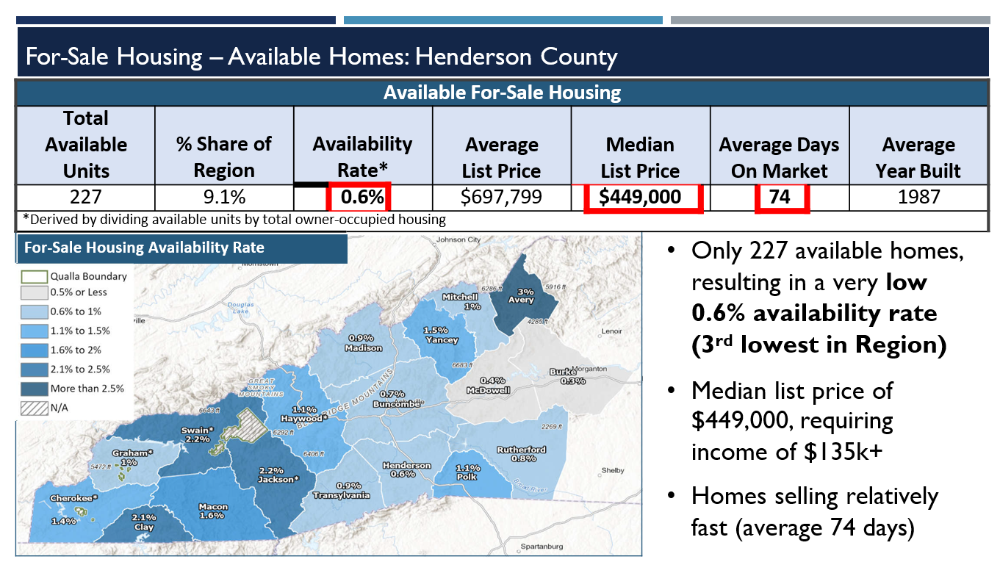 For-Sale Housing – Available Homes: Henderson County
Available For-Sale Housing
Total
Available
Units
% Share of
Region
Availability
Rate*
Average
List Price
Median
List Price
Average Days
On Market
Average
Year Built
227
9.1%
0.6%
$697,799
$449,000
74
1987
*Derived by dividing available units by total owner-occupied housing
For-Sale Housing Availability Rate
Qualla Boundary
0.5% or Less
0.6% to 1%
1.1% to 1.5%
1.6% to 2%
2.1% to 2.5%
More than 2.5%
N/A
Johnson City
Morristown
Douglas
Lake
ville
6286 ft
5916 ft
3%
Avery
4285 ft
Mitchell
1%
1.5%
Yancey
Lenoir
0.9%
Madison
6683 ft
Burke
Morganton
0.3%
0.4%
McDowell
GREAT
SMOKY
MOUNTAINS
BLUE RIDGE MOUNTAINS
0.7%
Buncombe
6643 ft
1.1%
Haywood*
6292 ft
Swain*
2.2%
2269 ft
Graham*
1%
5472 ft
6406 ft
Rutherford
0.8%
2.2%
Jackson*
Henderson
0.6%
1.1%
Polk
Shelby
0.9%
Transylvania
Broad River
Cherokee*
1.4%
Macon
1.6%
2.1%
Clay
Spartanburg
• Only 227 available homes,
resulting in a very low
0.6% availability rate
(3rd lowest in Region)
• Median list price of
$449,000, requiring
income of $135k+
• Homes selling relatively
fast (average 74 days)